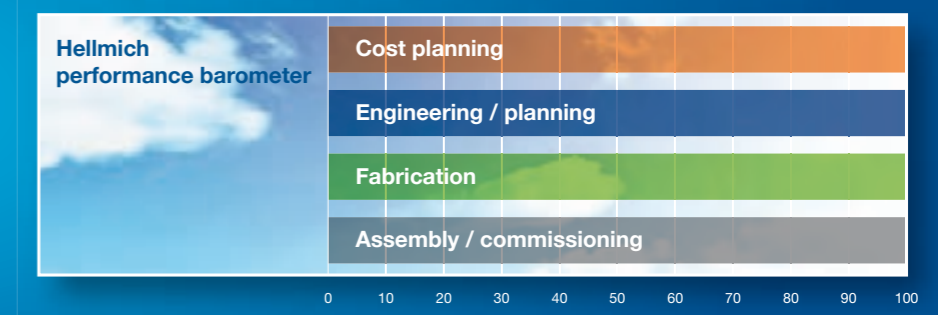 Hellmich
performance barometer
Cost planning
Engineering / planning
Fabrication
Assembly / commissioning
0 10 20 30 40 50 60 70 80 90 100